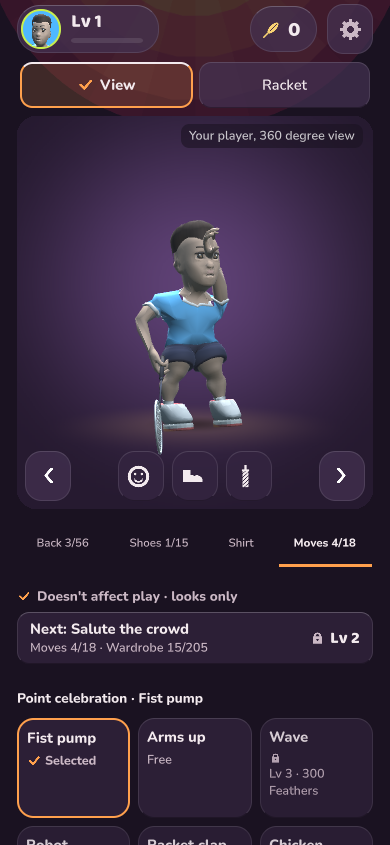 Lv 1
0
View
Racket
Your player, 360 degree view
Back 3/56
Shoes 1/15
Shirt
Moves 4/18
Doesn't affect play · looks only
Next: Salute the crowd
Moves 4/18 · Wardrobe 15/205
Lv 2
Point celebration · Fist pump
Fist pump
Selected
Arms up
Free
Wave
Lv 3 · 300
Feathers
Robot
Racket clap
Chicken